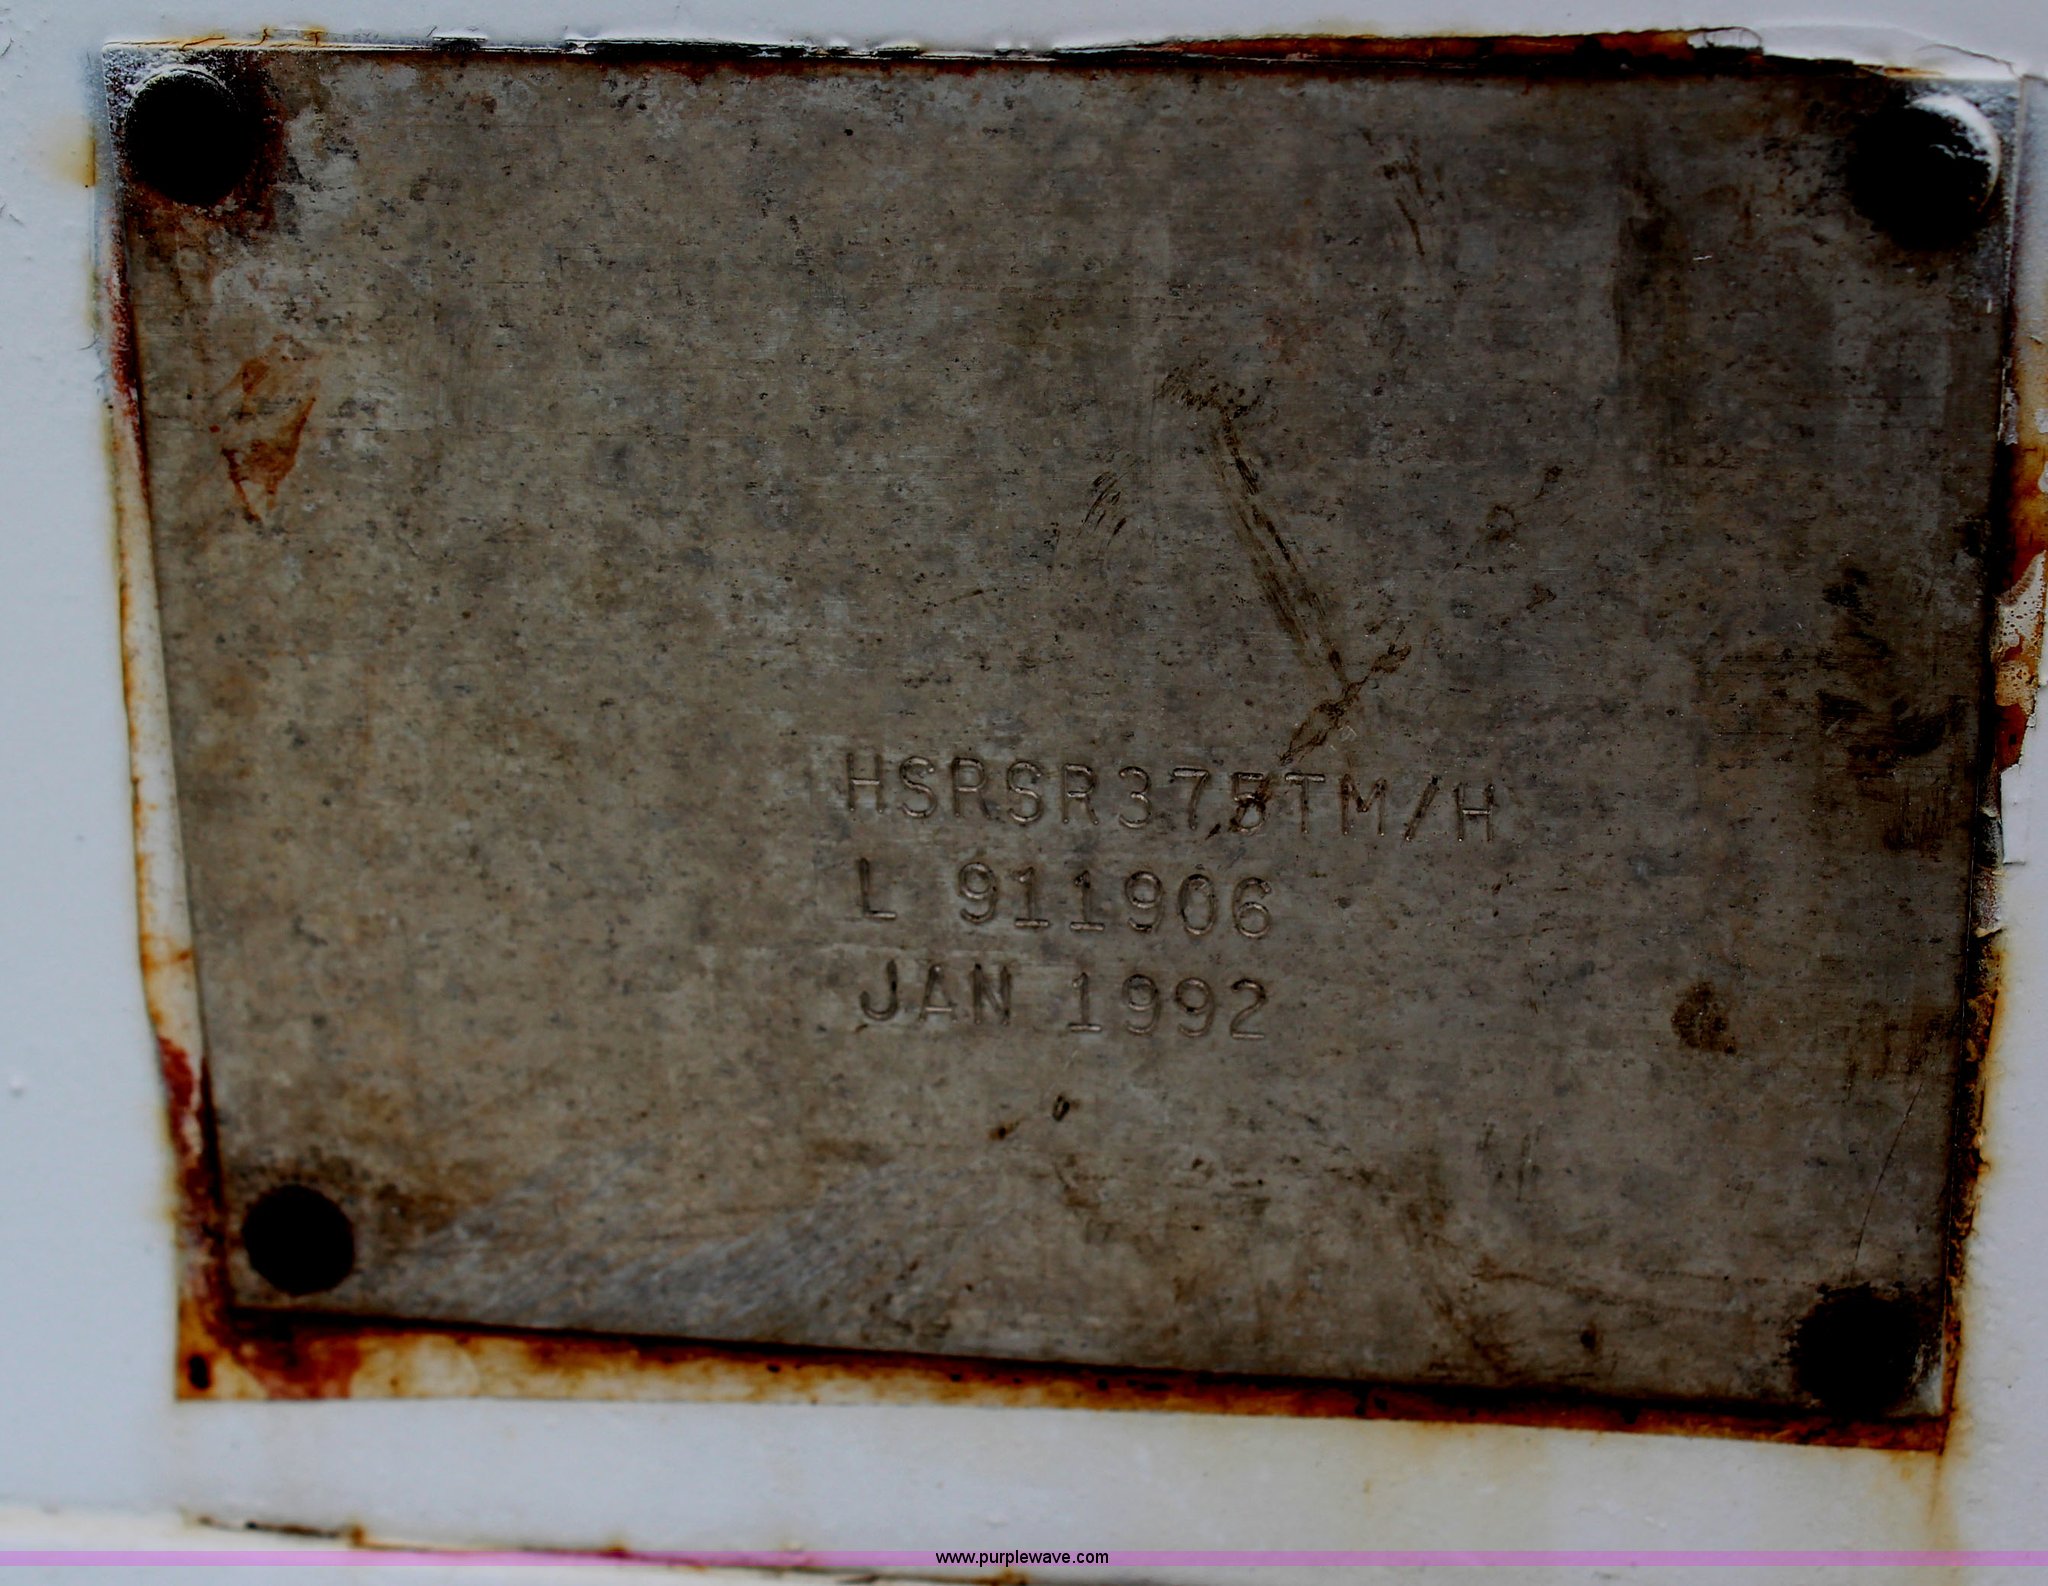 HSRSR375TM/H
L 911906
JAN 1992
www.purplewave.com